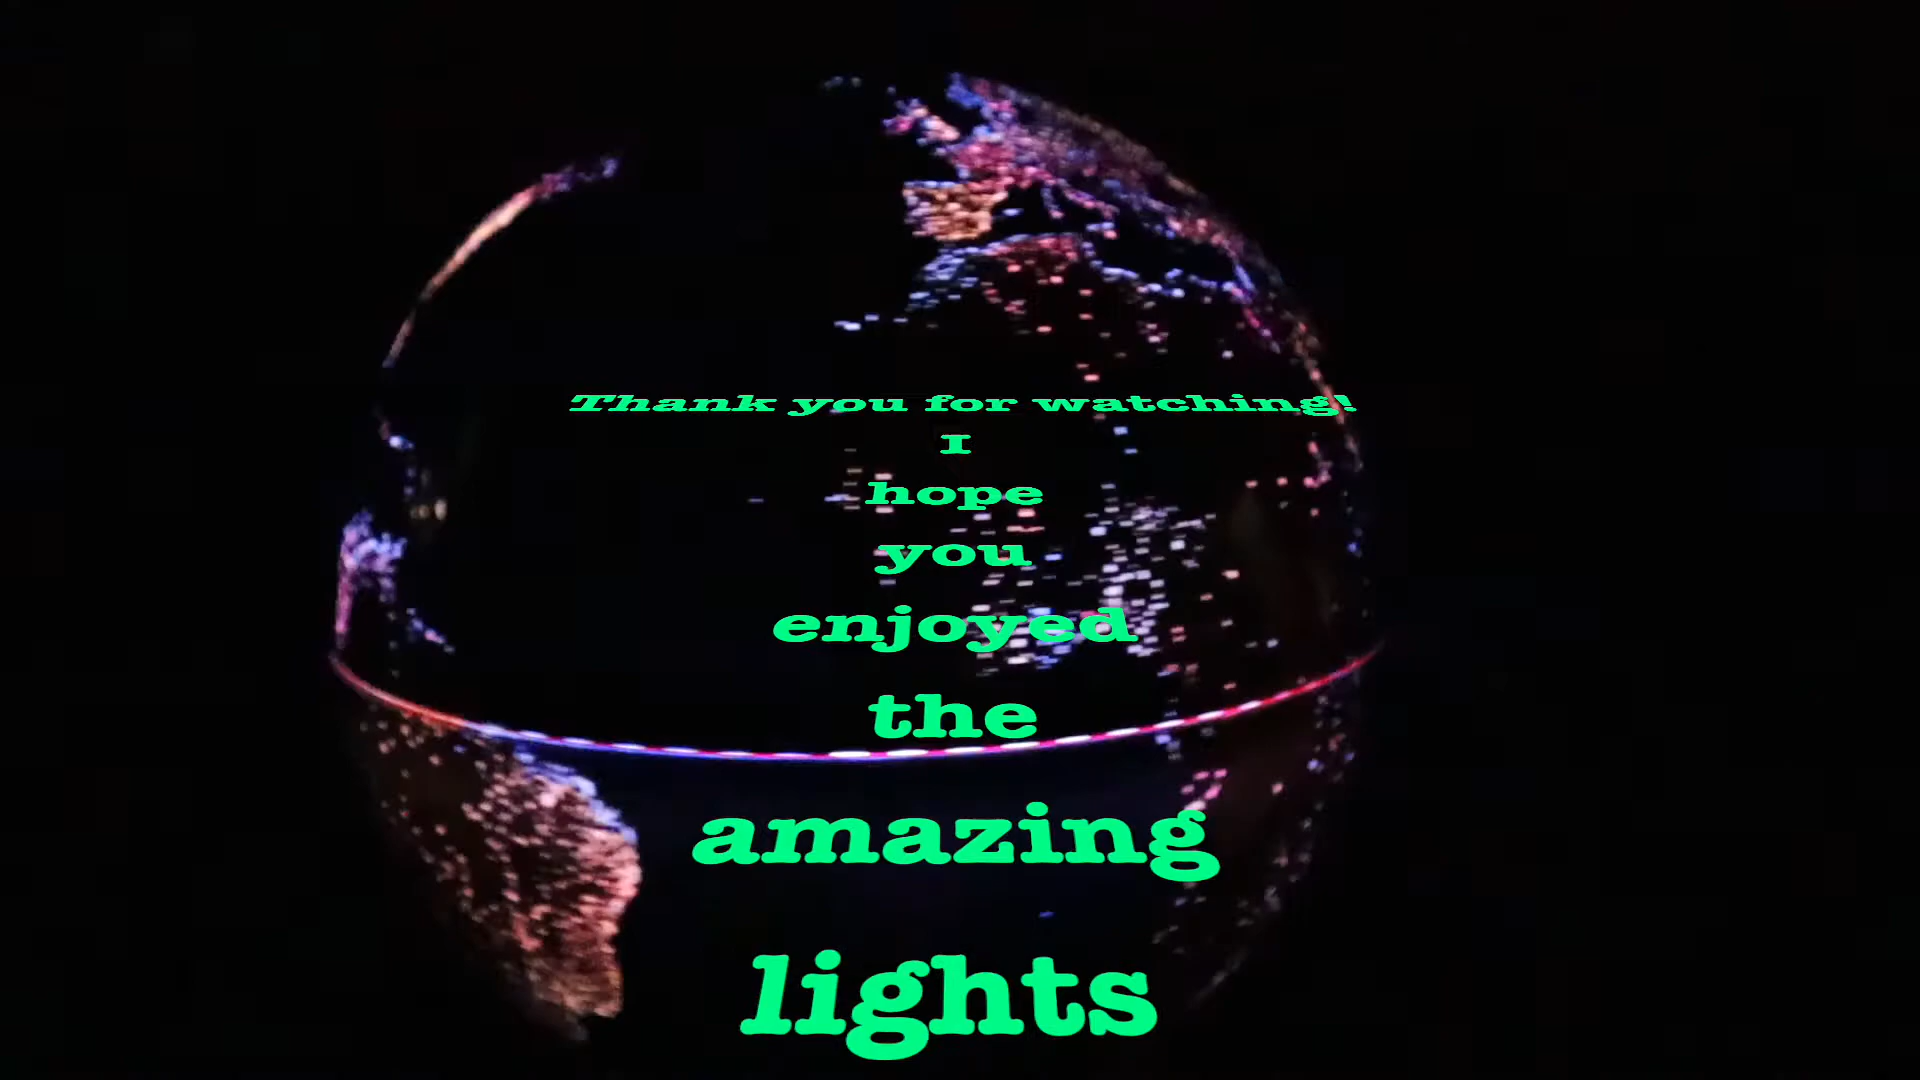 Thank you for watching!
I
hope
you
enjoyed
the
amazing
lights